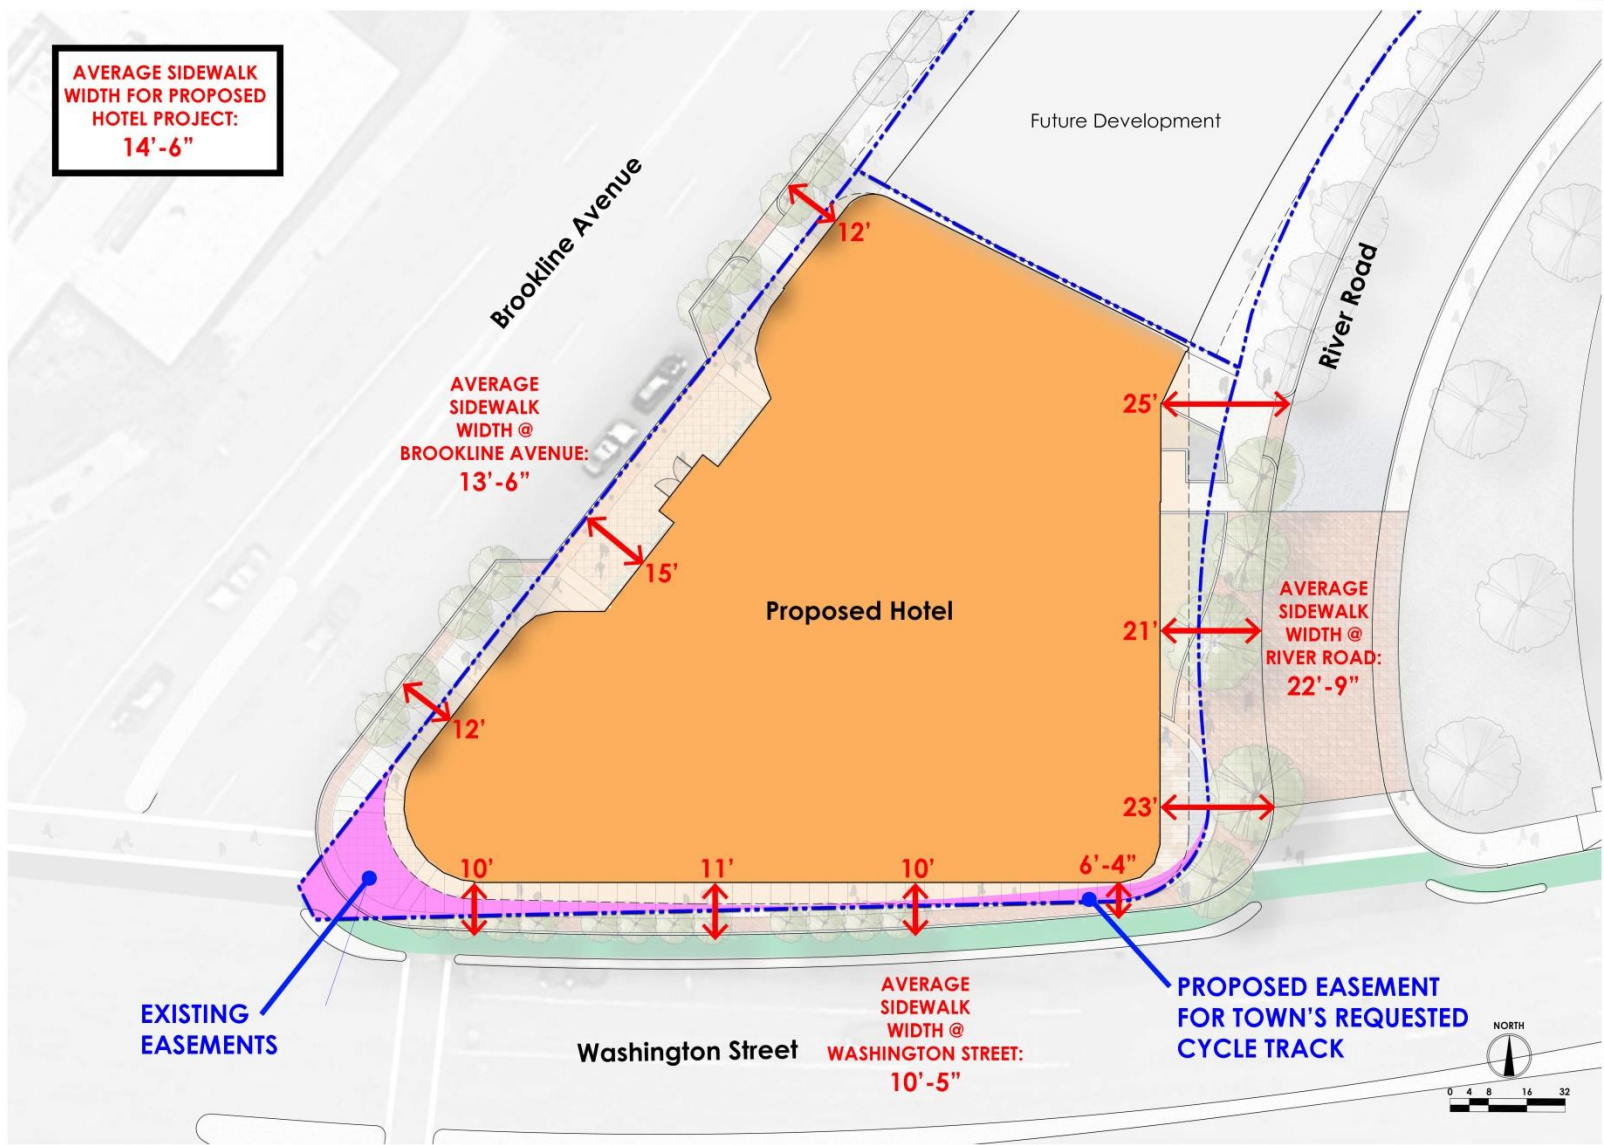 AVERAGE SIDEWALK
WIDTH FOR PROPOSED
HOTEL PROJECT:
14'-6"
Future Development
Brookline Avenue
River Road
12'
25'
AVERAGE
SIDEWALK
WIDTH @
BROOKLINE AVENUE:
13'-6"
15'
Proposed Hotel
21'
AVERAGE
SIDEWALK
WIDTH @
RIVER ROAD:
22'-9"
12'
23'
10'
11'
10'
6'-4"
EXISTING
EASEMENTS
Washington Street
AVERAGE
SIDEWALK
WIDTH @
WASHINGTON STREET:
10'-5"
PROPOSED EASEMENT
FOR TOWN'S REQUESTED
CYCLE TRACK
NORTH
0 4 8 16 32